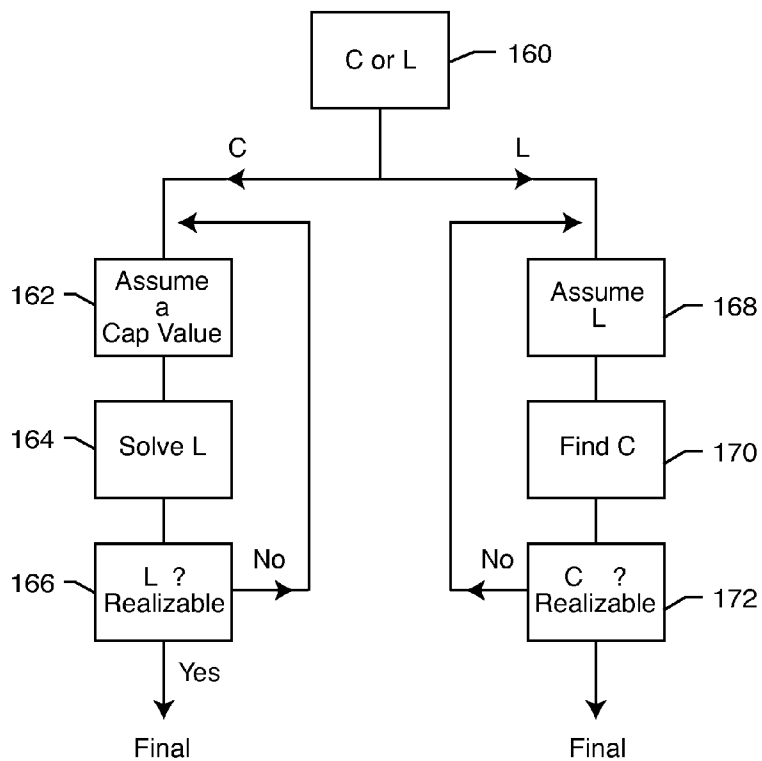 C or L
160
C
L
162
Assume
a
Cap Value
Assume
L
168
164
Solve L
Find C
170
166
L ?
Realizable
No
No
C ?
Realizable
172
Yes
Final
Final